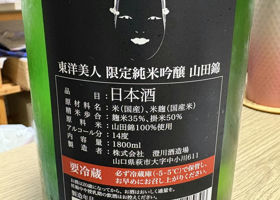 東洋美人 限定純米吟醸 山田錦
品目 日本酒
原材料名:米(国産)、米麹(国産米)
精米歩合:麹米35%、掛米50%
原料米:山田錦100%使用
アルコール分:14度
内容量:1800ml
製造者:株式会社 澄川酒造場
山口県萩市大字中小川611
要冷蔵 必ず冷蔵庫(-5~5℃)で保管し、
お早めにお召し上がりください。